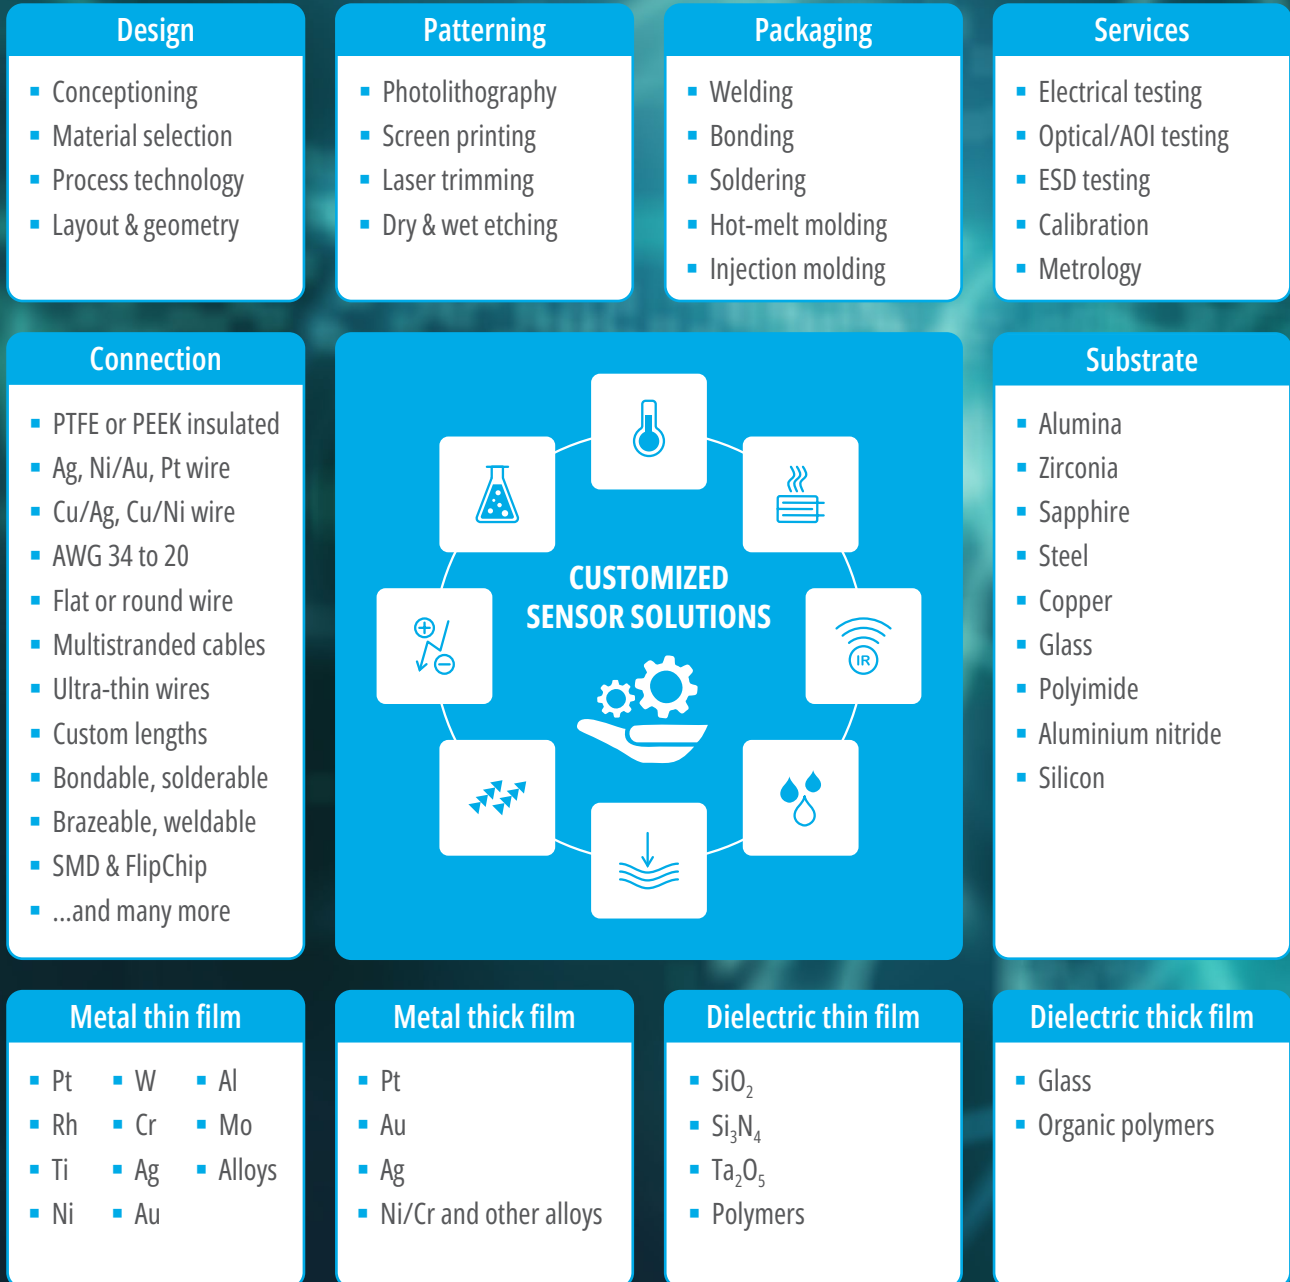 Design
Conceptioning
Material selection
Process technology
Layout & geometry
Patterning
Photolithography
Screen printing
Laser trimming
Dry & wet etching
Packaging
Welding
Bonding
Soldering
Hot-melt molding
Injection molding
Services
Electrical testing
Optical/AOI testing
ESD testing
Calibration
Metrology
Connection
PTFE or PEEK insulated
Ag, Ni/Au, Pt wire
Cu/Ag, Cu/Ni wire
AWG 34 to 20
Flat or round wire
Multistranded cables
Ultra-thin wires
Custom lengths
Bondable, solderable
Brazeable, weldable
SMD & FlipChip
...and many more
CUSTOMIZED
SENSOR SOLUTIONS
IR
Substrate
Alumina
Zirconia
Sapphire
Steel
Copper
Glass
Polyimide
Aluminium nitride
Silicon
Metal thin film
Pt
Rh
Ti
Ni
W
Cr
Ag
Au
Al
Mo
Alloys
Metal thick film
Pt
Au
Ag
Ni/Cr and other alloys
Dielectric thin film
SiO₂
Si₃N₄
Ta₂O₅
Polymers
Dielectric thick film
Glass
Organic polymers